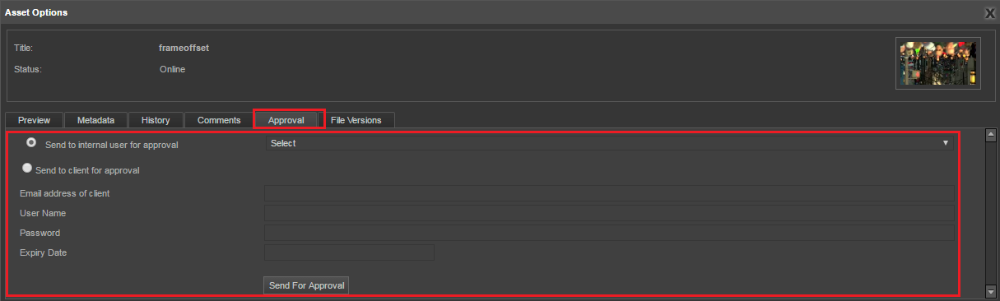 Asset Options X
Title: frameoffset
Status: Online
Preview Metadata History Comments Approval File Versions
Send to internal user for approval Select
Send to client for approval
Email address of client
User Name
Password
Expiry Date
Send For Approval